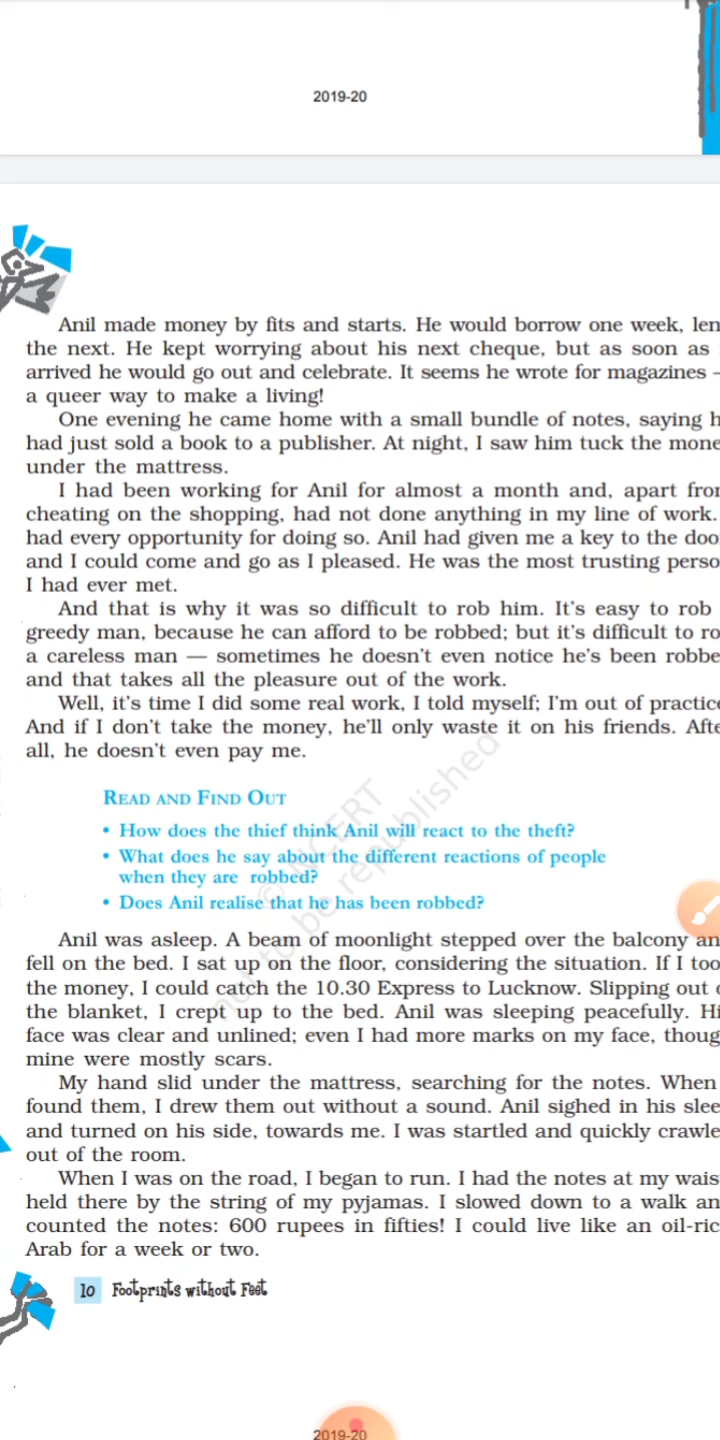 2019-20
Anil made money by fits and starts. He would borrow one week, len
the next. He kept worrying about his next cheque, but as soon as
arrived he would go out and celebrate. It seems he wrote for magazines –
a queer way to make a living!
One evening he came home with a small bundle of notes, saying h
had just sold a book to a publisher. At night, I saw him tuck the mone
under the mattress.
I had been working for Anil for almost a month and, apart from
cheating on the shopping, had not done anything in my line of work.
had every opportunity for doing so. Anil had given me a key to the doo
and I could come and go as I pleased. He was the most trusting perso
I had ever met.
And that is why it was so difficult to rob him. It's easy to rob
greedy man, because he can afford to be robbed; but it's difficult to ro
a careless man — sometimes he doesn't even notice he's been robbe
and that takes all the pleasure out of the work.
Well, it's time I did some real work, I told myself; I'm out of practice
And if I don't take the money, he'll only waste it on his friends. Afte
all, he doesn't even pay me.
READ AND FIND OUT
• How does the thief think Anil will react to the theft?
• What does he say about the different reactions of people
when they are robbed?
• Does Anil realise that he has been robbed?
© NCERT
not to be republished
Anil was asleep. A beam of moonlight stepped over the balcony an
fell on the bed. I sat up on the floor, considering the situation. If I too
the money, I could catch the 10.30 Express to Lucknow. Slipping out o
the blanket, I crept up to the bed. Anil was sleeping peacefully. Hi
face was clear and unlined; even I had more marks on my face, thoug
mine were mostly scars.
My hand slid under the mattress, searching for the notes. When
found them, I drew them out without a sound. Anil sighed in his slee
and turned on his side, towards me. I was startled and quickly crawle
out of the room.
When I was on the road, I began to run. I had the notes at my wais
held there by the string of my pyjamas. I slowed down to a walk an
counted the notes: 600 rupees in fifties! I could live like an oil-ric
Arab for a week or two.
10 Footprints without Feet
2019-20